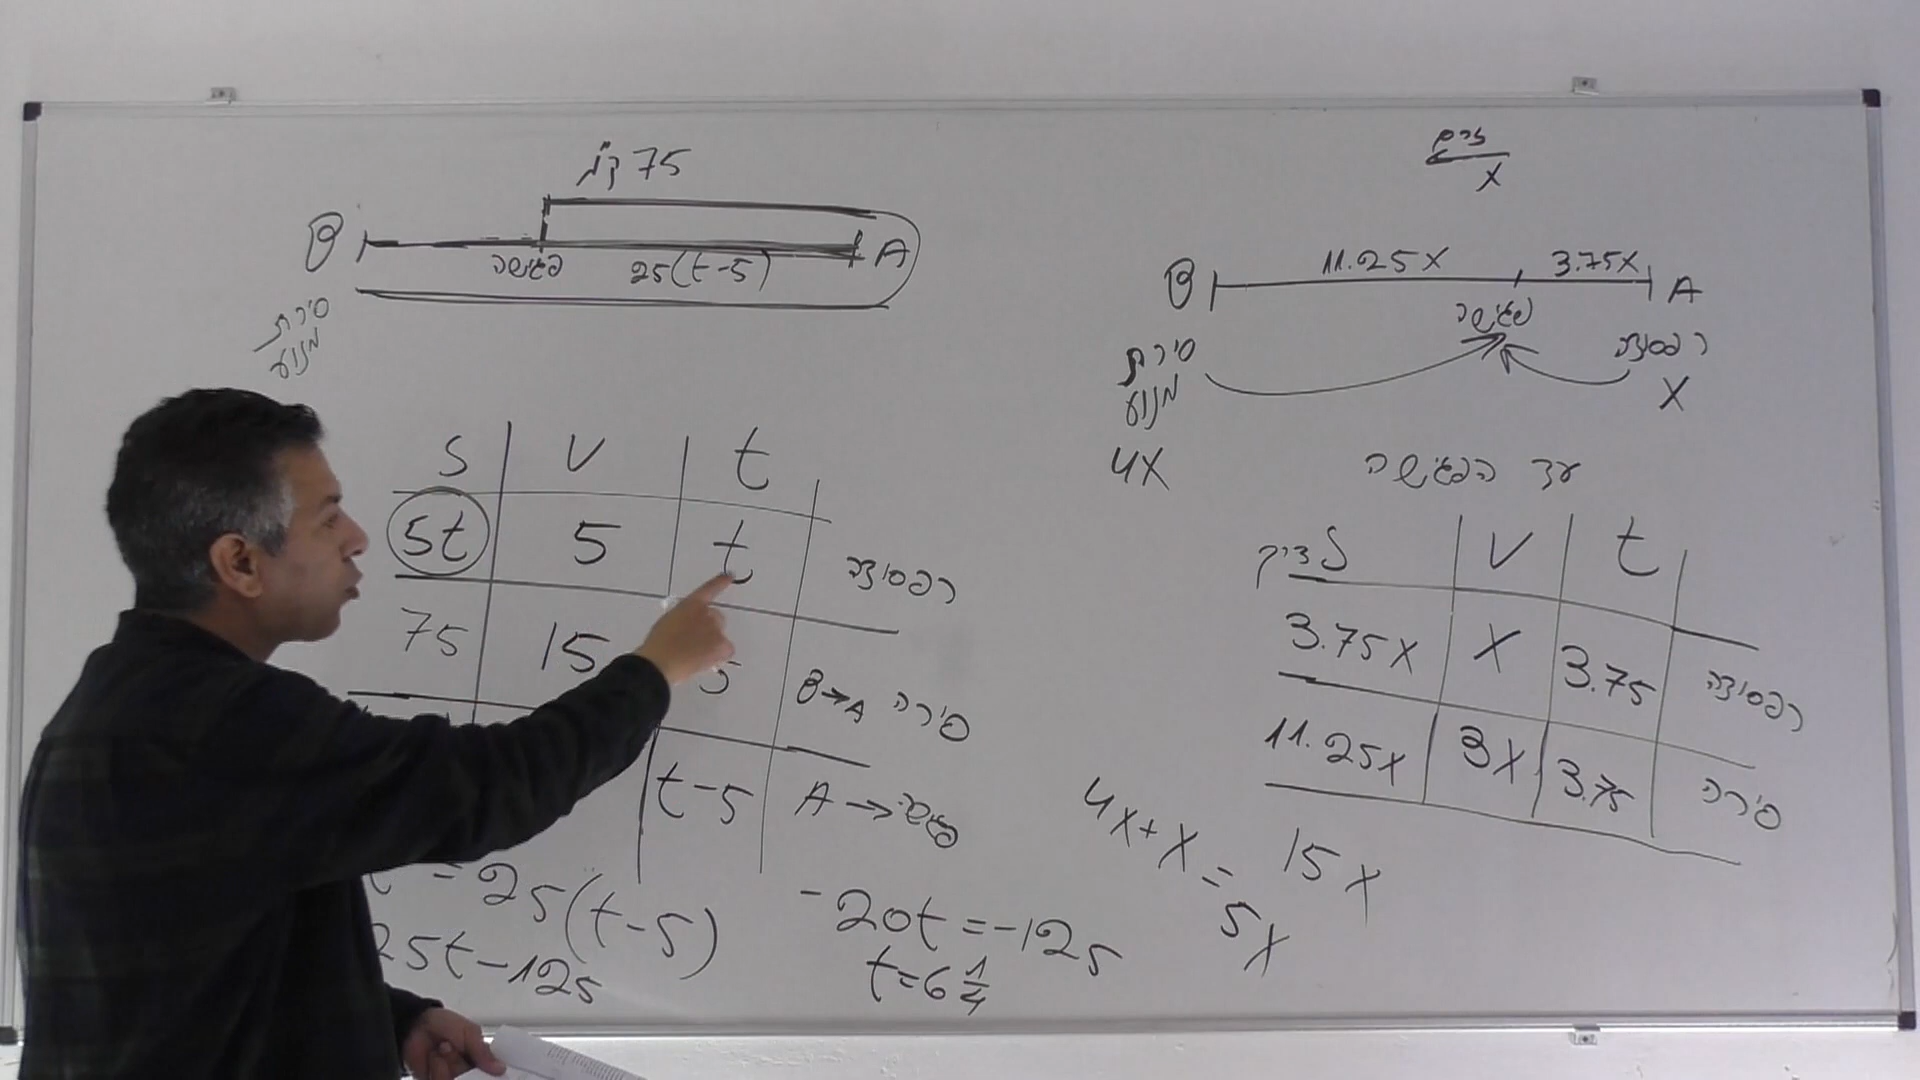 75 ק"מ
B פגישה 25(t-5) A
סירת
מנוע
S V t
5t 5 t רפסודה
75 15 5 B→A סירה
t-5 A→פגישה
= 25(t-5)
25t-125
-20t=-125
t=6 1/4
זרם
X
11.25X 3.75X
B פגישה A
סירת
מנוע
4X
רפסודה
X
עד הפגישה
S דרך V t
3.75X X 3.75 רפסודה
11.25X 3X 3.75 סירה
15X
4X+X=5X